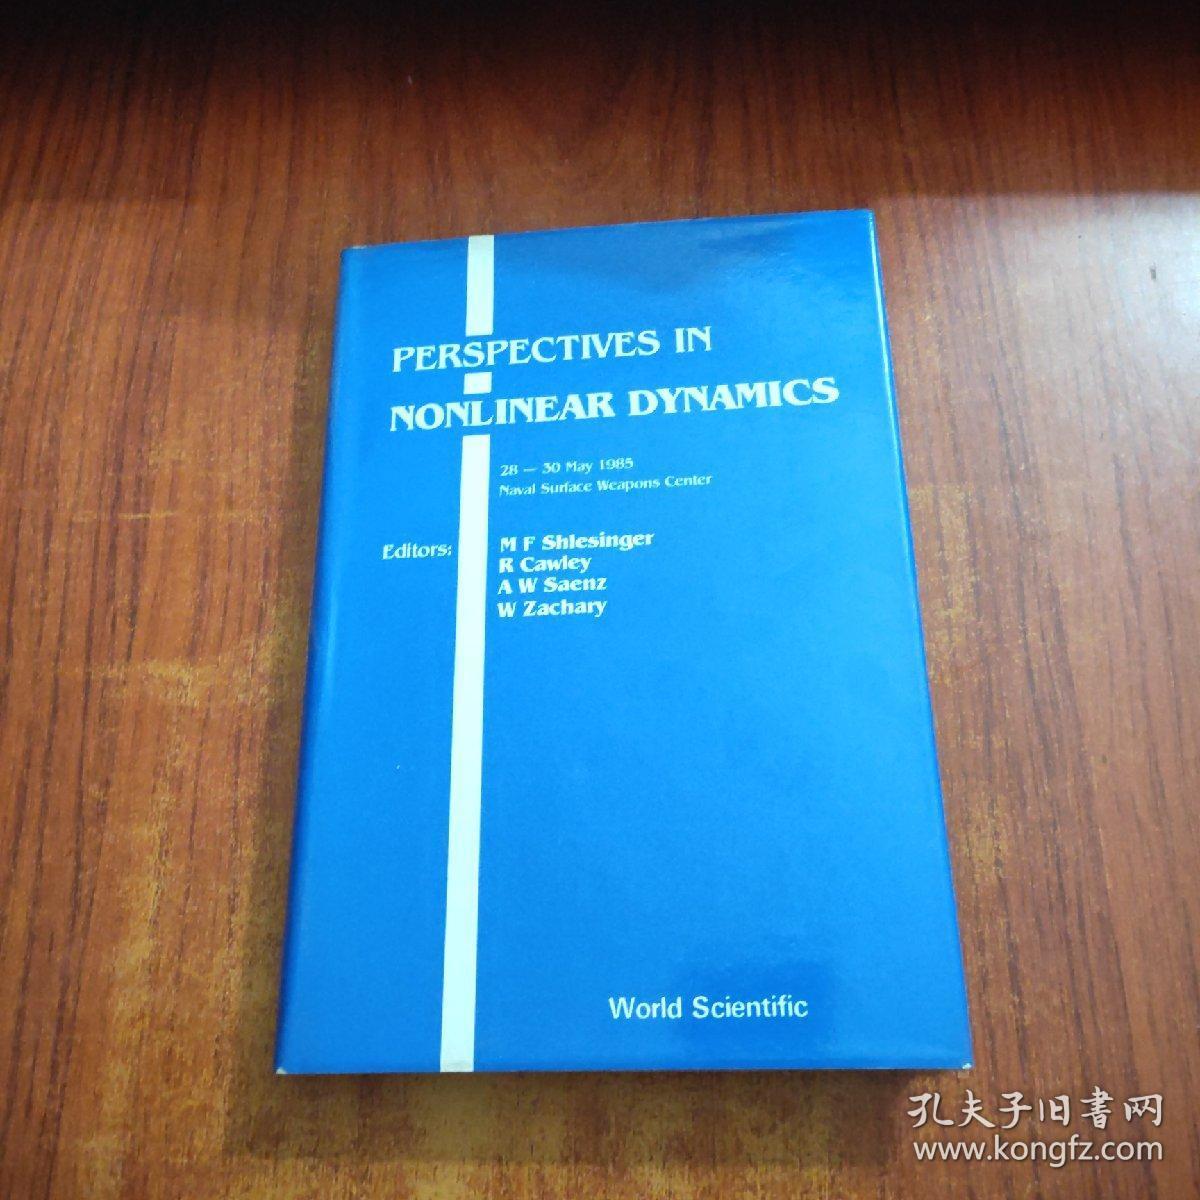 PERSPECTIVES IN
NONLINEAR DYNAMICS
28 — 30 May 1985
Naval Surface Weapons Center
Editors:
M F Shlesinger
R Cawley
A W Saenz
W Zachary
World Scientific
孔夫子旧書网
www.kongfz.com